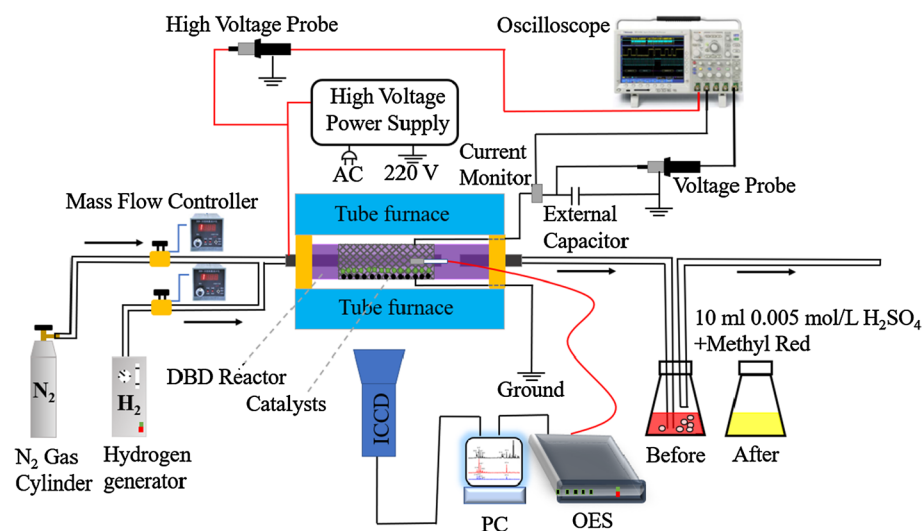 High Voltage Probe
Oscilloscope
High Voltage
Power Supply
AC
220 V
Current
Monitor
Voltage Probe
External
Capacitor
Mass Flow Controller
Tube furnace
Tube furnace
DBD Reactor
Catalysts
Ground
10 ml 0.005 mol/L H₂SO₄
+Methyl Red
N₂
H₂
ICCD
N₂ Gas
Cylinder
Hydrogen
generator
PC
OES
Before
After